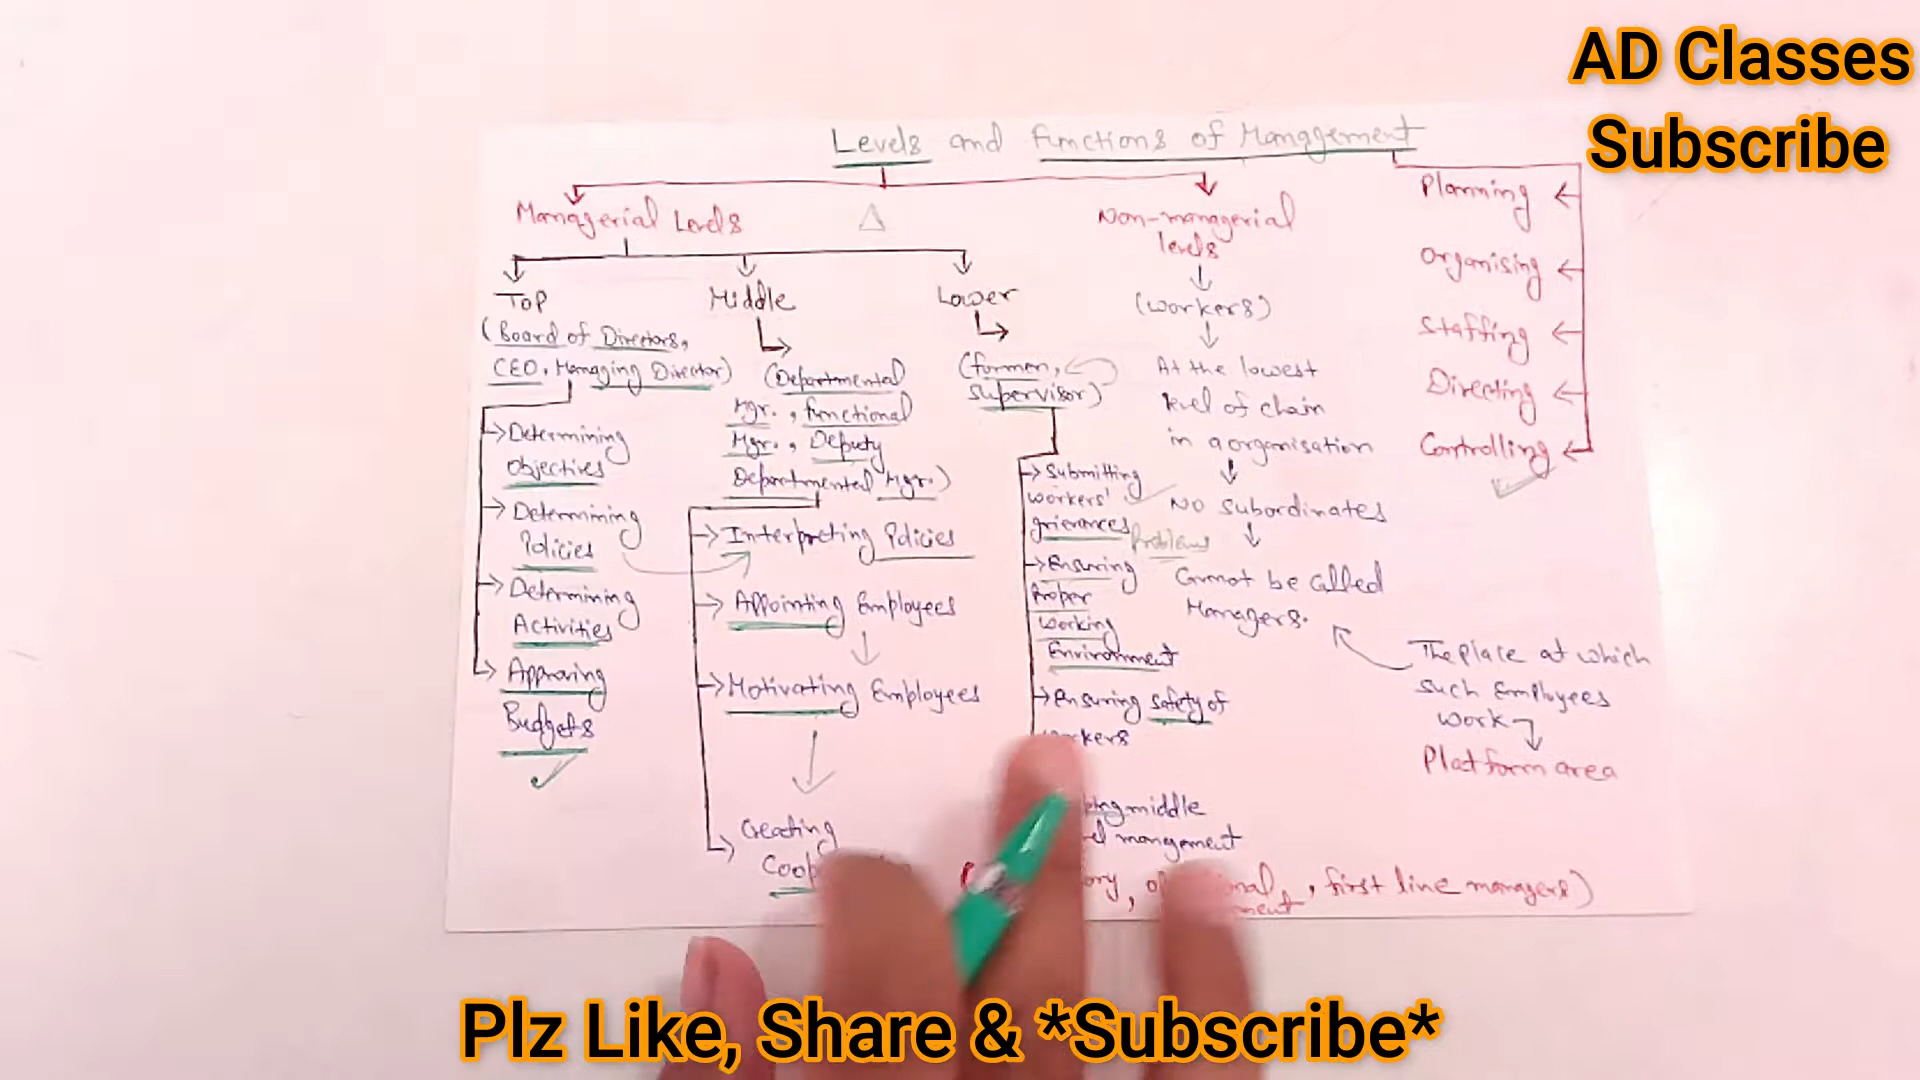 AD Classes
Subscribe
Levels and functions of Management
Managerial Levels
Non-managerial
levels
Planning
Organising
Staffing
Directing
Controlling
Top
(Board of Directors,
CEO, Managing Director)
Determining
objectives
Determining
Policies
Determining
Activities
Approving
Budgets
Middle
(Departmental
Mgr., functional
Mgr., Deputy
Departmental Mgr.)
Interpreting Policies
Appointing Employees
Motivating Employees
Creating
Lower
(formen,
supervisor)
Submitting
workers'
grievances
Problems
Ensuring
Proper
Working
Environment
Ensuring safety of
middle
mangement
, first line managers)
(workers)
At the lowest
level of chain
in a organisation
No subordinates
Cannot be called
Managers.
The place at which
such Employees
work
Platform area
Plz Like, Share & *Subscribe*